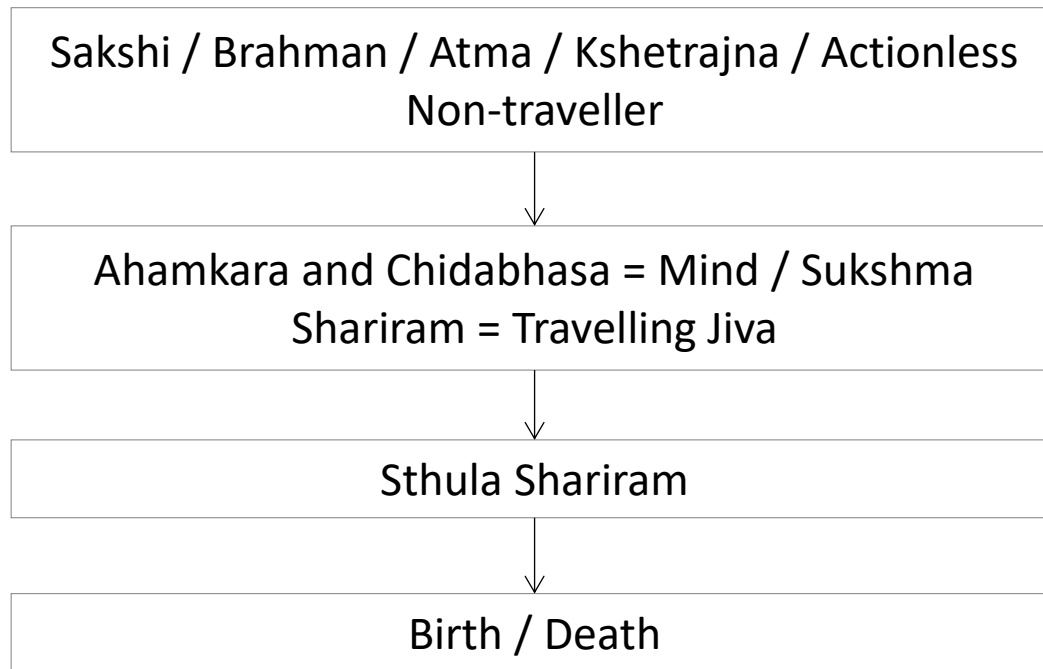 Sakshi / Brahman / Atma / Kshetrajna / Actionless
Non-traveller
Ahamkara and Chidabhasa = Mind / Sukshma
Shariram = Travelling Jiva
Sthula Shariram
Birth / Death